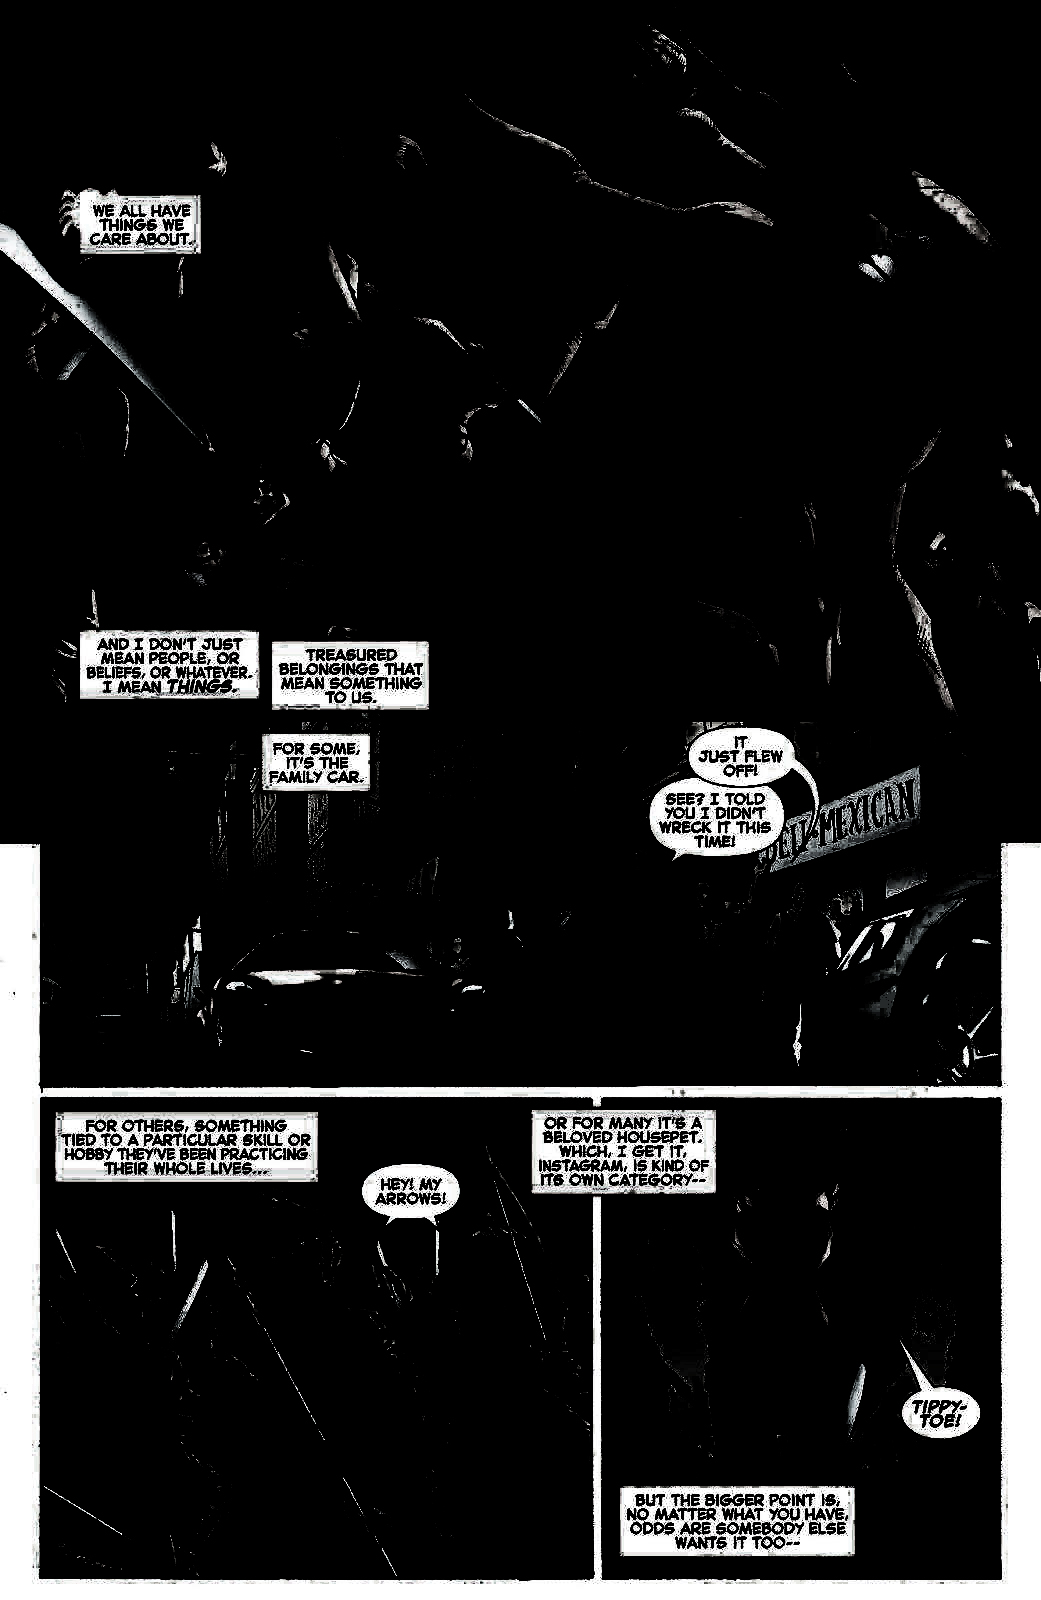 WE ALL HAVE
THINGS WE
CARE ABOUT.
AND I DON'T JUST
MEAN PEOPLE, OR
BELIEFS, OR WHATEVER.
I MEAN THINGS.
TREASURED
BELONGINGS THAT
MEAN SOMETHING
TO US.
FOR SOME,
IT'S THE
FAMILY CAR.
IT
JUST FLEW
OFF!
SEE? I TOLD
YOU I DIDN'T
WRECK IT THIS
TIME!
DELI-MEXICAN
FOR OTHERS, SOMETHING
TIED TO A PARTICULAR SKILL OR
HOBBY THEY'VE BEEN PRACTICING
THEIR WHOLE LIVES...
HEY! MY
ARROWS!
OR FOR MANY IT'S A
BELOVED HOUSEPET.
WHICH, I GET IT,
INSTAGRAM, IS KIND OF
ITS OWN CATEGORY--
TIPPY-
TOE!
BUT THE BIGGER POINT IS,
NO MATTER WHAT YOU HAVE,
ODDS ARE SOMEBODY ELSE
WANTS IT TOO--